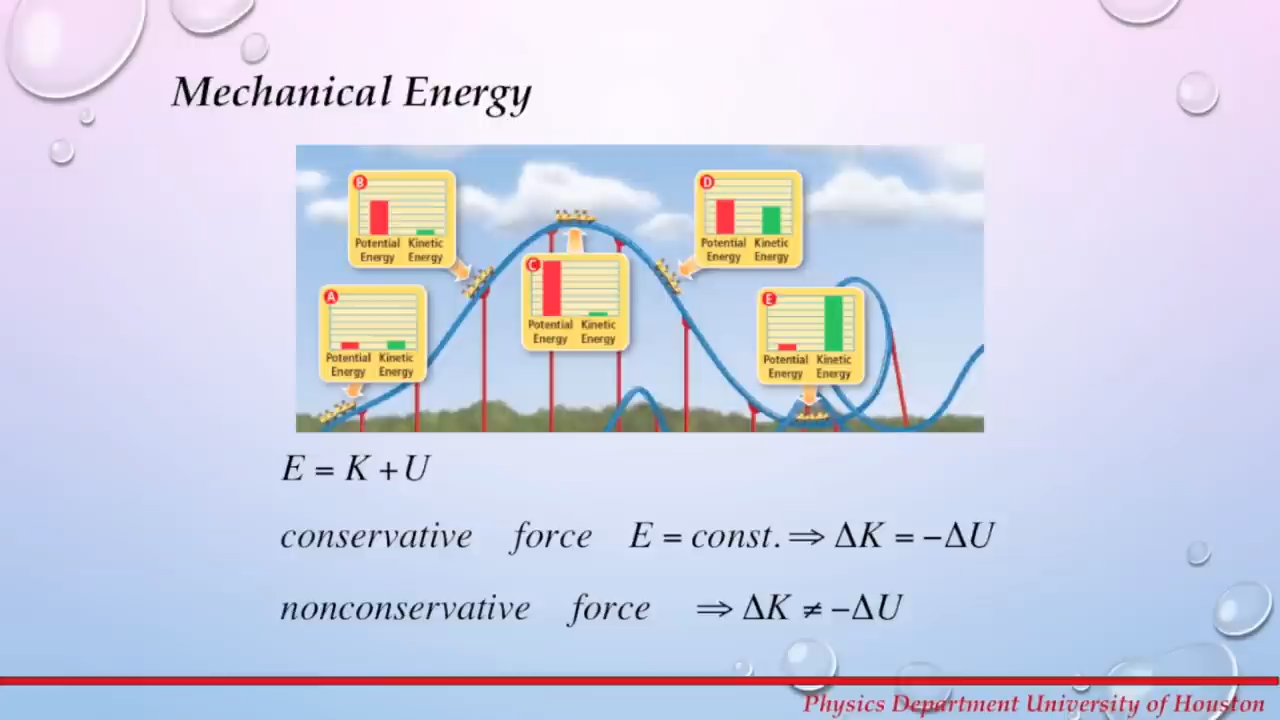 Mechanical Energy
B
Potential Kinetic
Energy Energy
D
Potential Kinetic
Energy Energy
C
Potential Kinetic
Energy Energy
A
Potential Kinetic
Energy Energy
E
Potential Kinetic
Energy Energy
E = K + U
conservative force E = const. ⇒ ΔK = −ΔU
nonconservative force ⇒ ΔK ≠ −ΔU
Physics Department University of Houston